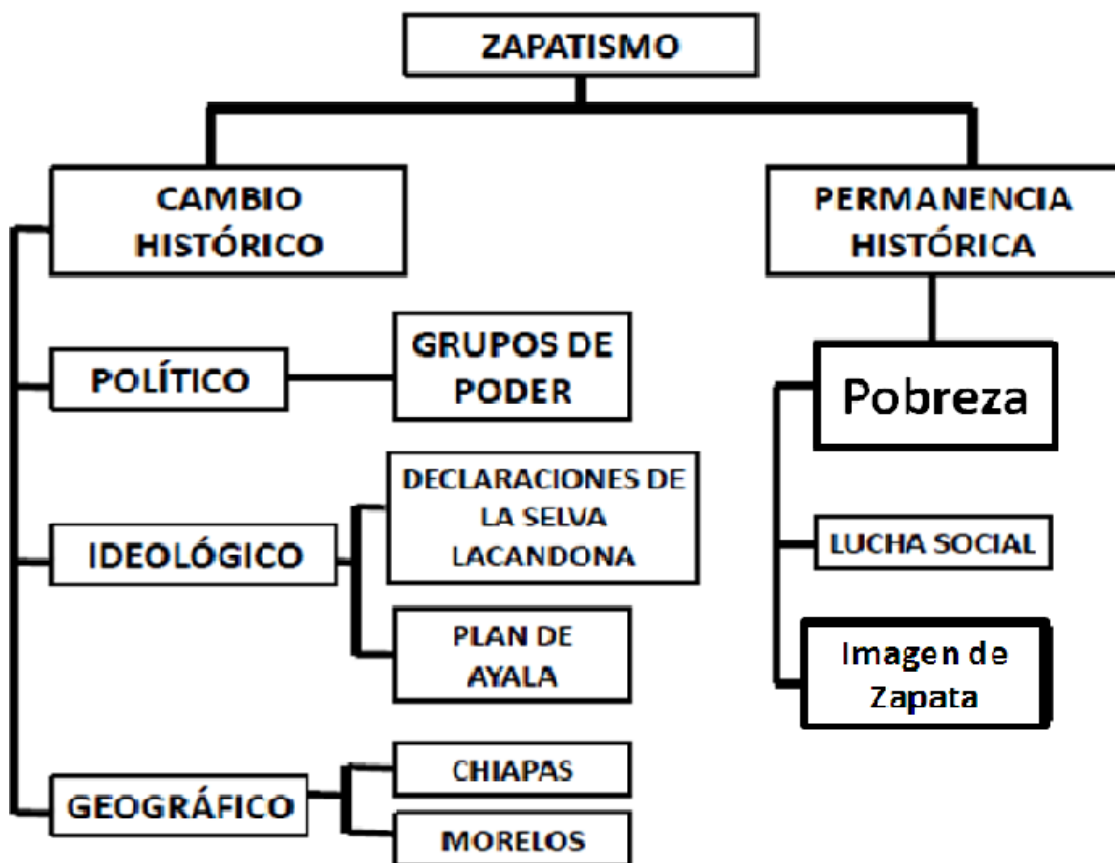 ZAPATISMO
CAMBIO
HISTÓRICO
PERMANENCIA
HISTÓRICA
POLÍTICO
GRUPOS DE
PODER
Pobreza
IDEOLÓGICO
DECLARACIONES DE
LA SELVA
LACANDONA
PLAN DE
AYALA
LUCHA SOCIAL
Imagen de
Zapata
GEOGRÁFICO
CHIAPAS
MORELOS